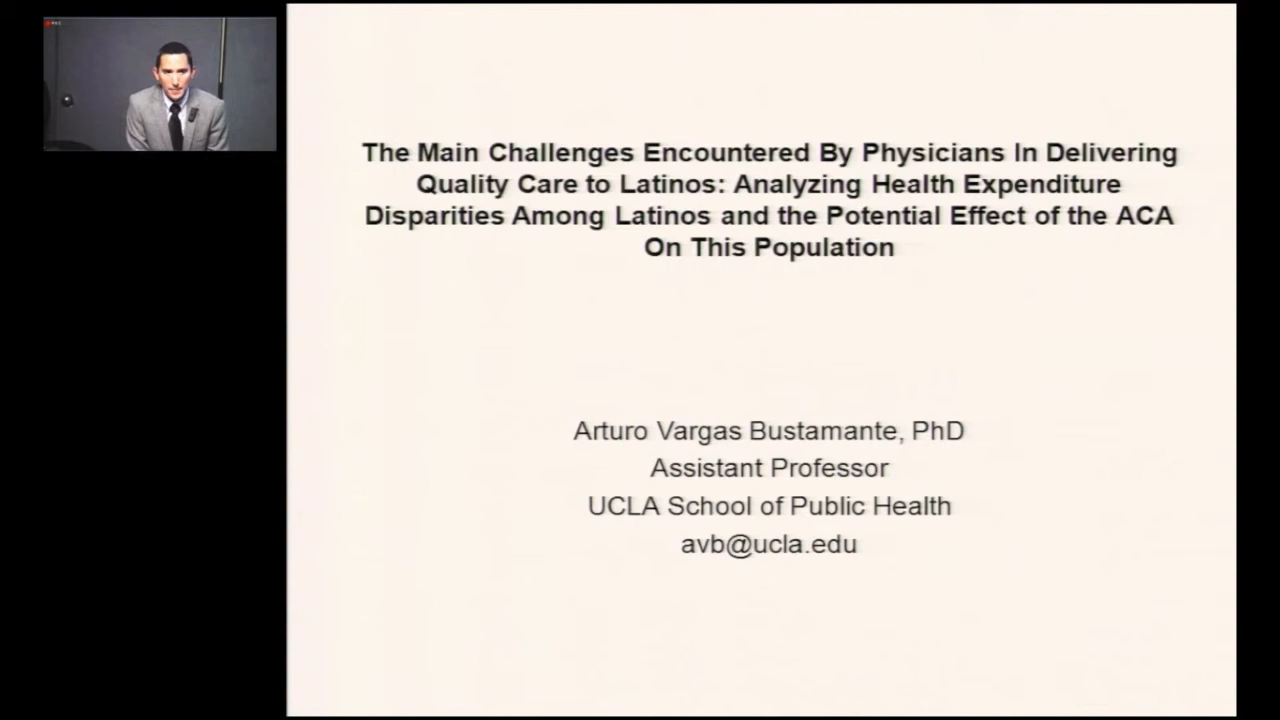 The Main Challenges Encountered By Physicians In Delivering
Quality Care to Latinos: Analyzing Health Expenditure
Disparities Among Latinos and the Potential Effect of the ACA
On This Population
Arturo Vargas Bustamante, PhD
Assistant Professor
UCLA School of Public Health
avb@ucla.edu